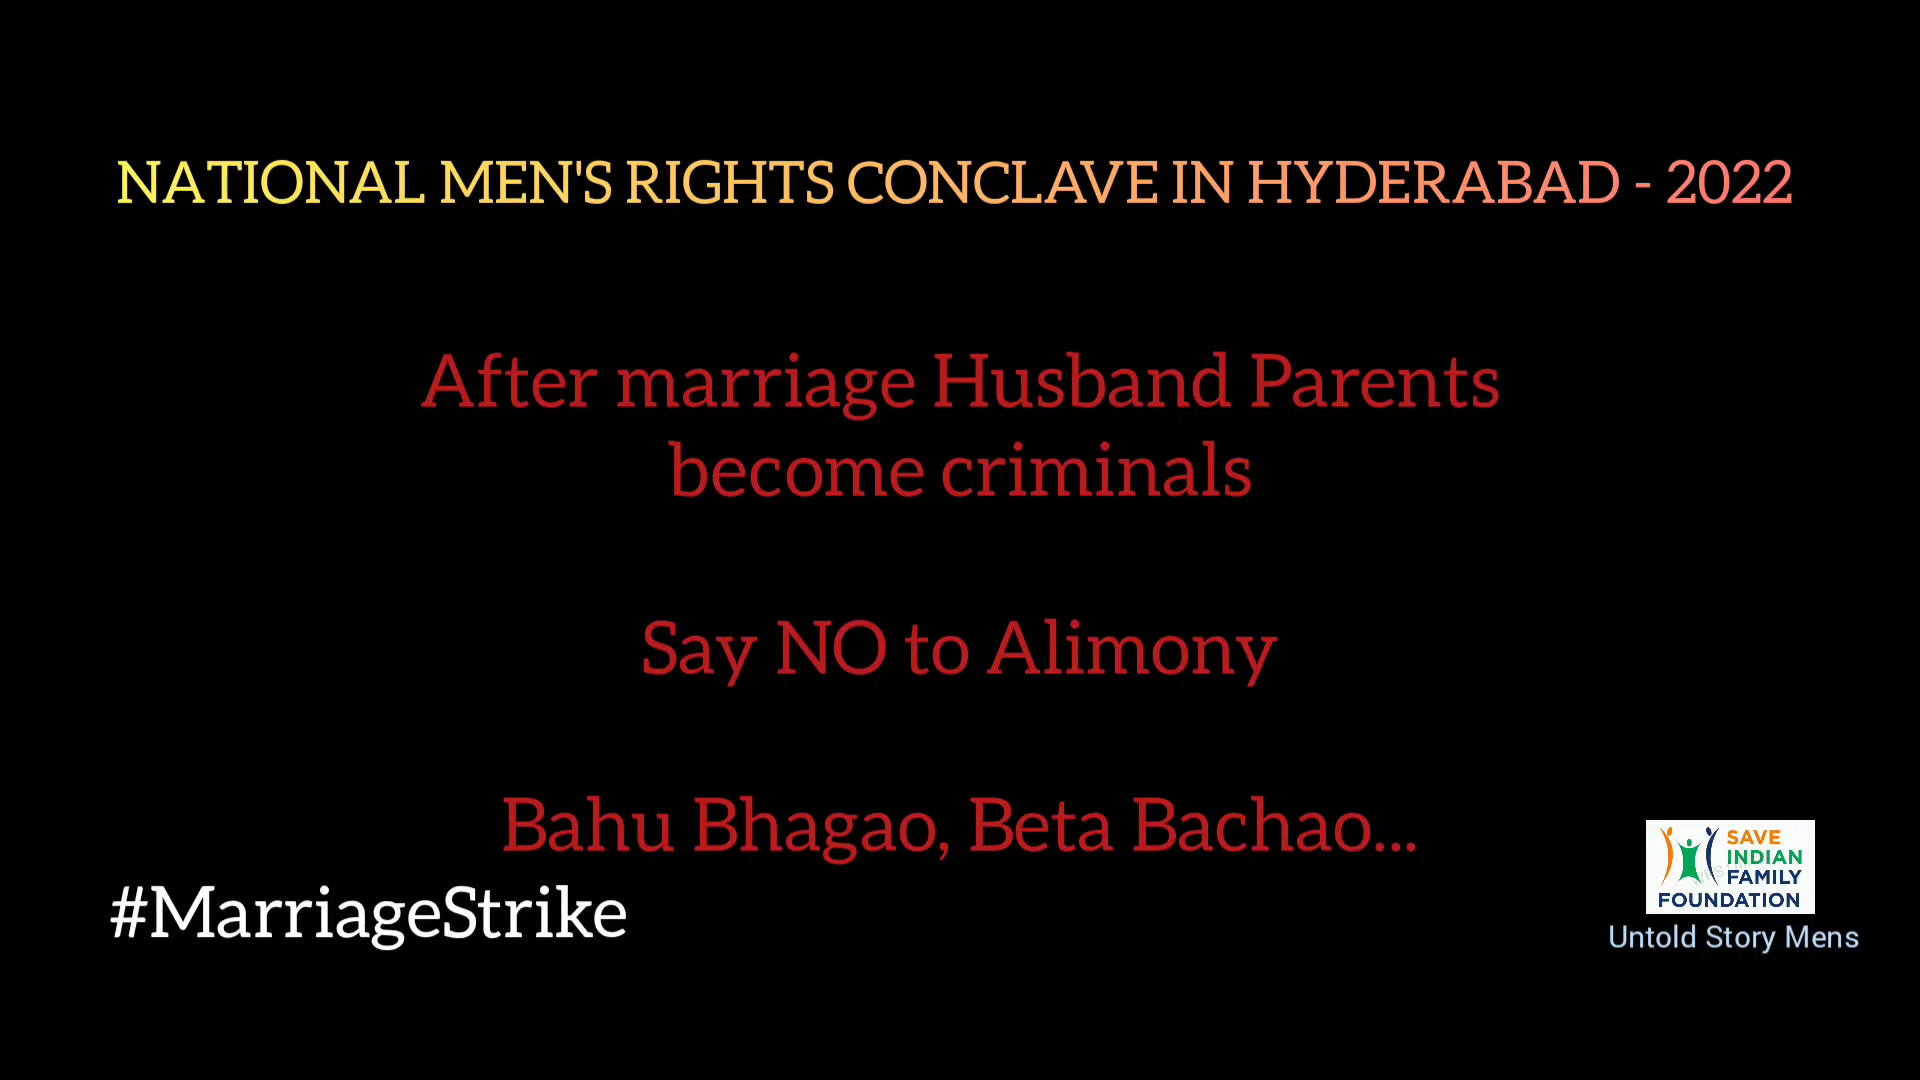 NATIONAL MEN'S RIGHTS CONCLAVE IN HYDERABAD - 2022
After marriage Husband Parents
become criminals
Say NO to Alimony
Bahu Bhagao, Beta Bachao...
#MarriageStrike
SAVE
INDIAN
FAMILY
FOUNDATION
Untold Story Mens